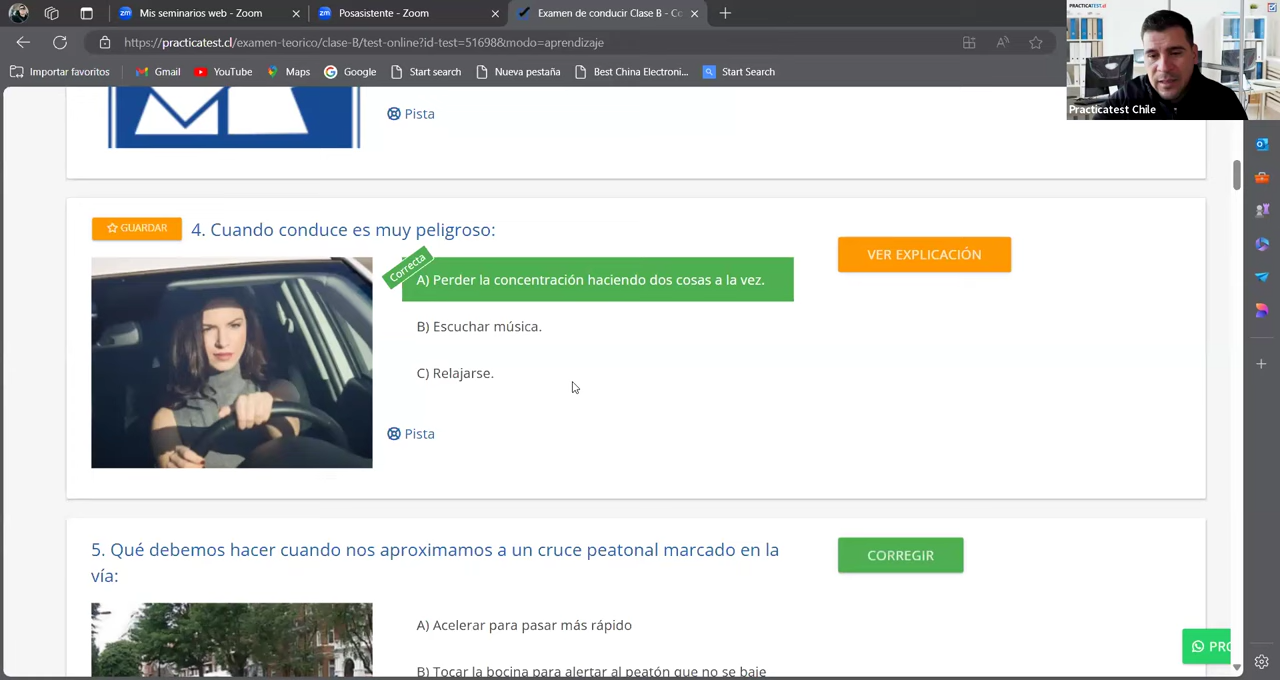 Mis seminarios web - Zoom
Posasistente - Zoom
Examen de conducir Clase B - Co
https://practicatest.cl/examen-teorico/clase-B/test-online?id-test=51698&modo=aprendizaje
Importar favoritos
Gmail
YouTube
Maps
Google
Start search
Nueva pestaña
Best China Electroni...
Start Search
PRACTICATEST.cl
Practicatest Chile
Pista
GUARDAR
4. Cuando conduce es muy peligroso:
VER EXPLICACIÓN
Correcta
A) Perder la concentración haciendo dos cosas a la vez.
B) Escuchar música.
C) Relajarse.
Pista
5. Qué debemos hacer cuando nos aproximamos a un cruce peatonal marcado en la
vía:
CORREGIR
A) Acelerar para pasar más rápido
B) Tocar la bocina para alertar al peatón que no se baje
PRO